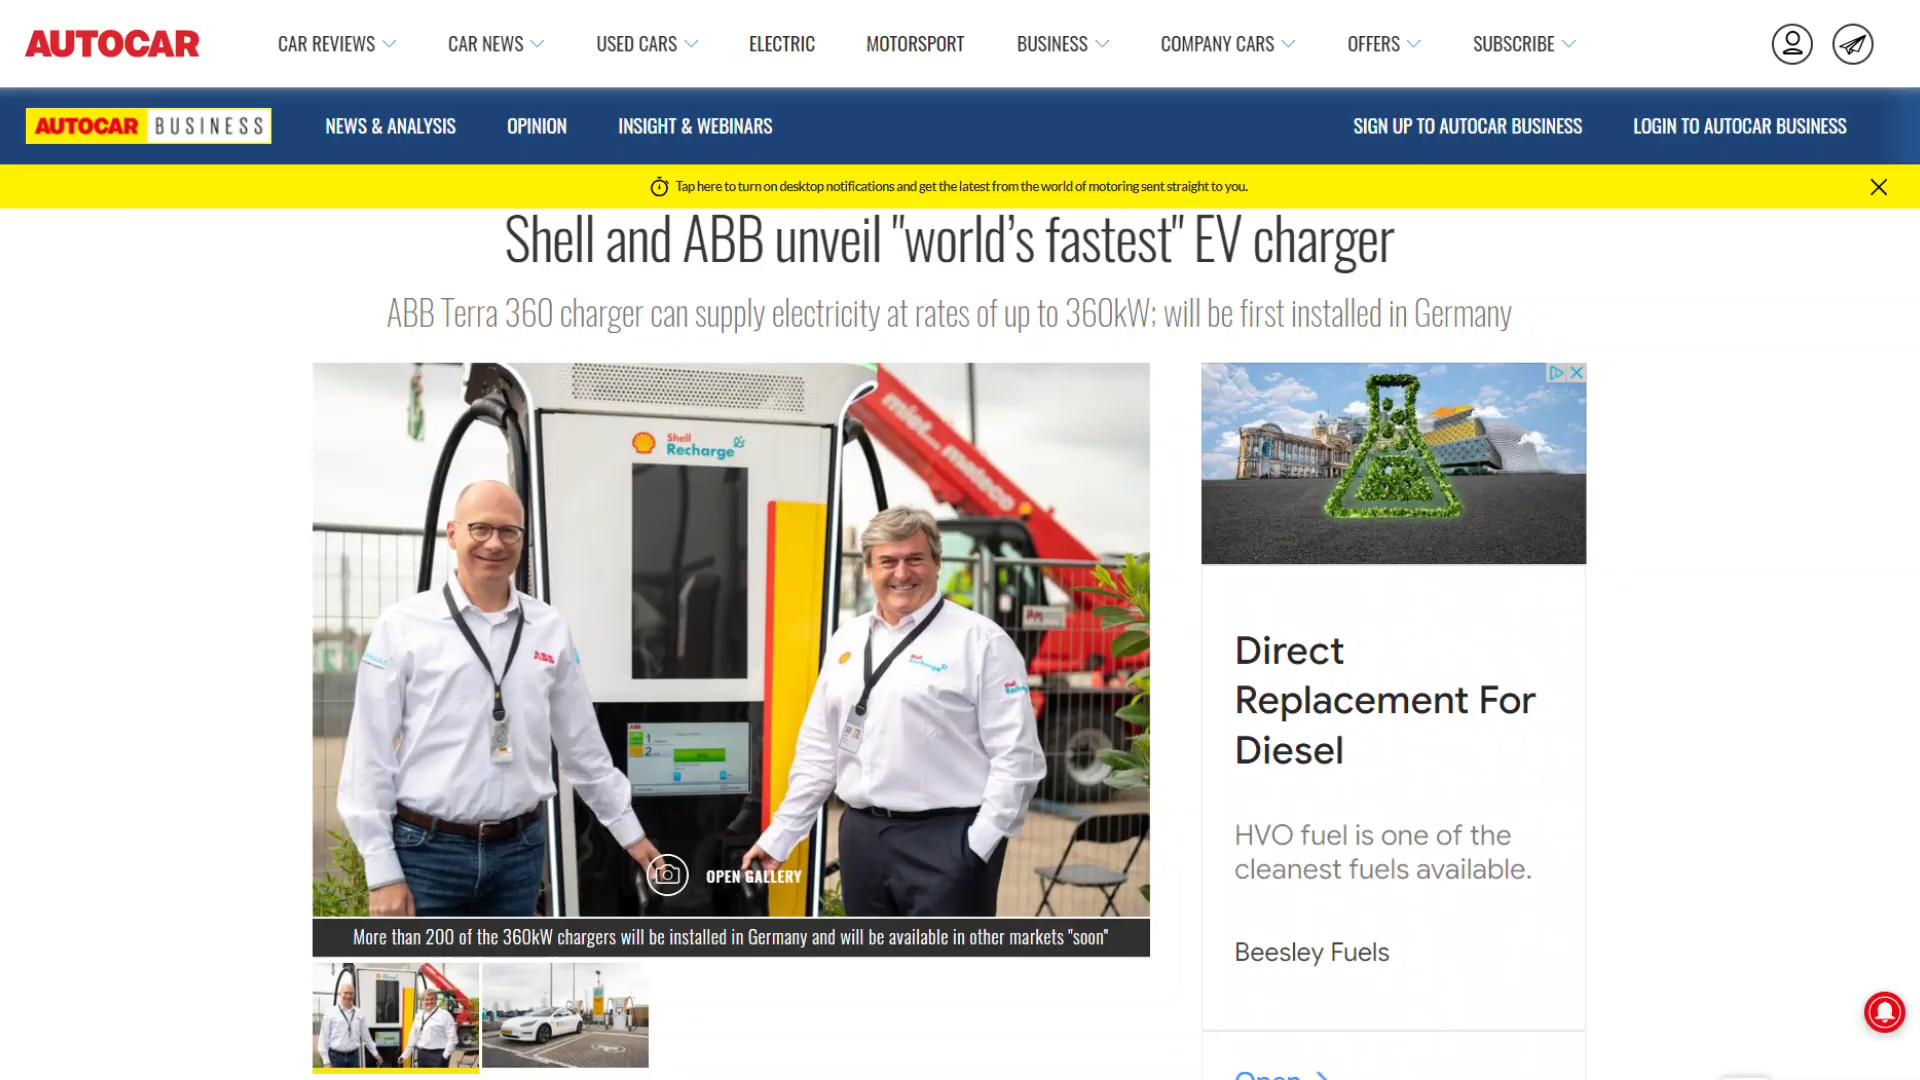 AUTOCAR
CAR REVIEWS
CAR NEWS
USED CARS
ELECTRIC
MOTORSPORT
BUSINESS
COMPANY CARS
OFFERS
SUBSCRIBE
AUTOCAR BUSINESS
NEWS & ANALYSIS
OPINION
INSIGHT & WEBINARS
SIGN UP TO AUTOCAR BUSINESS
LOGIN TO AUTOCAR BUSINESS
Tap here to turn on desktop notifications and get the latest from the world of motoring sent straight to you.
Shell and ABB unveil "world’s fastest" EV charger
ABB Terra 360 charger can supply electricity at rates of up to 360kW; will be first installed in Germany
Shell
Recharge
ABB
Shell
Recharge
1
2
OPEN GALLERY
More than 200 of the 360kW chargers will be installed in Germany and will be available in other markets "soon"
Direct
Replacement For
Diesel
HVO fuel is one of the
cleanest fuels available.
Beesley Fuels
Open